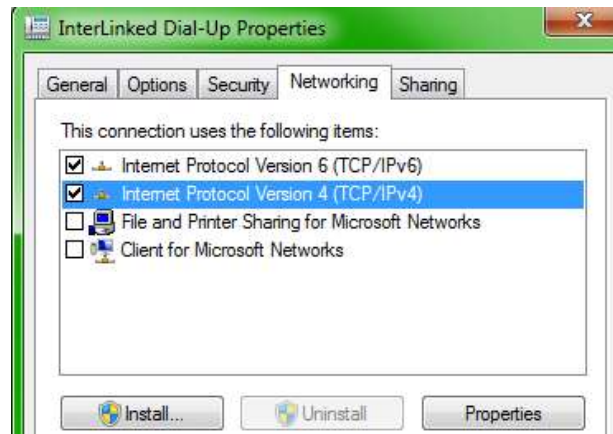 InterLinked Dial-Up Properties
General Options Security Networking Sharing
This connection uses the following items:
Internet Protocol Version 6 (TCP/IPv6)
Internet Protocol Version 4 (TCP/IPv4)
File and Printer Sharing for Microsoft Networks
Client for Microsoft Networks
Install... Uninstall Properties